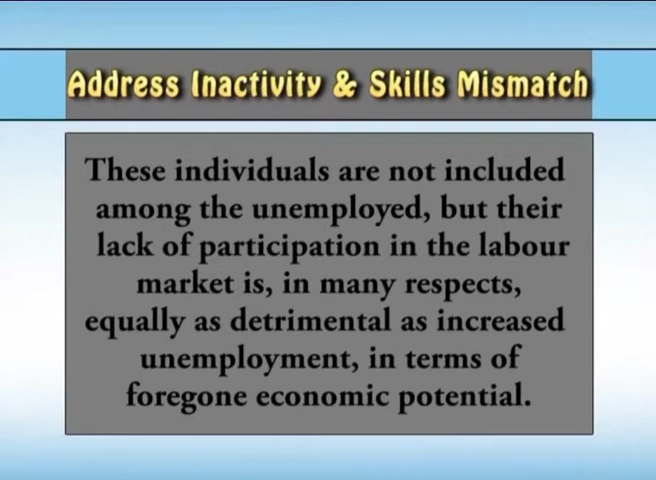 Address Inactivity & Skills Mismatch
These individuals are not included
among the unemployed, but their
lack of participation in the labour
market is, in many respects,
equally as detrimental as increased
unemployment, in terms of
foregone economic potential.